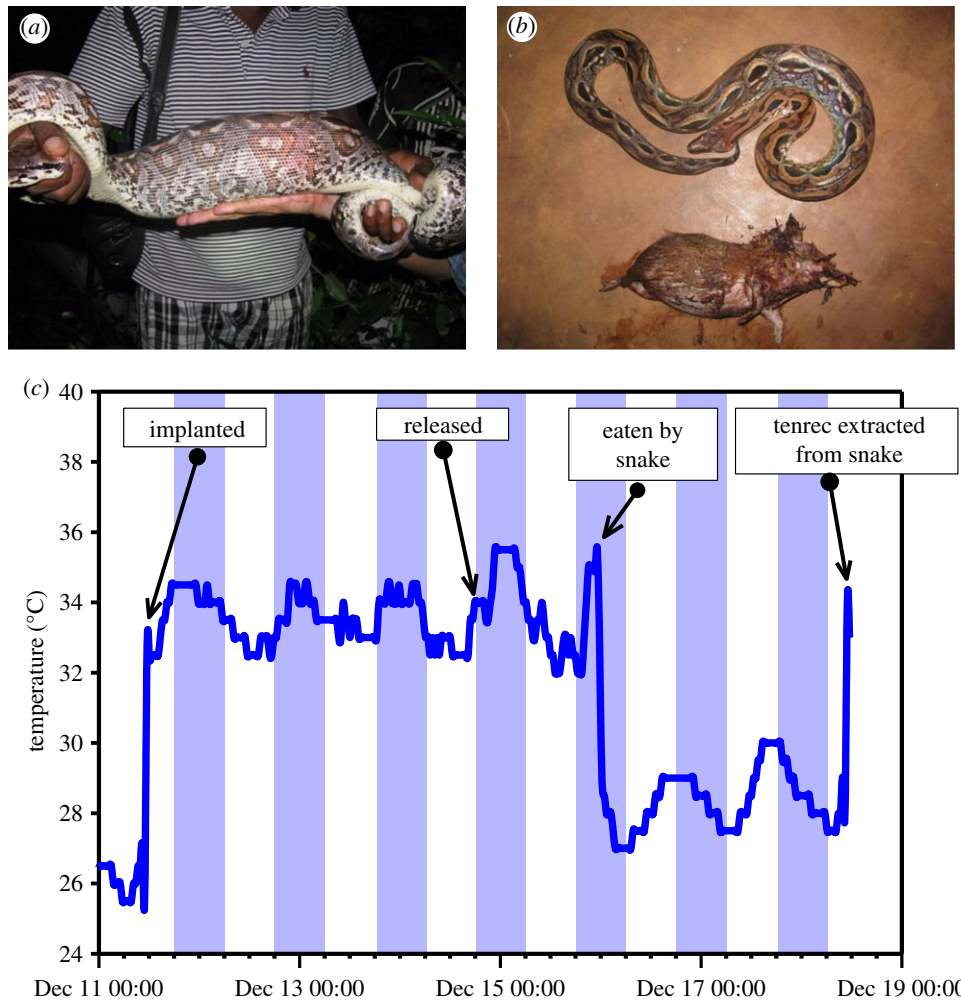 (a)
(b)
(c)
40
38
36
34
32
30
28
26
24
temperature (°C)
implanted
released
eaten by
snake
tenrec extracted
from snake
Dec 11 00:00
Dec 13 00:00
Dec 15 00:00
Dec 17 00:00
Dec 19 00:00